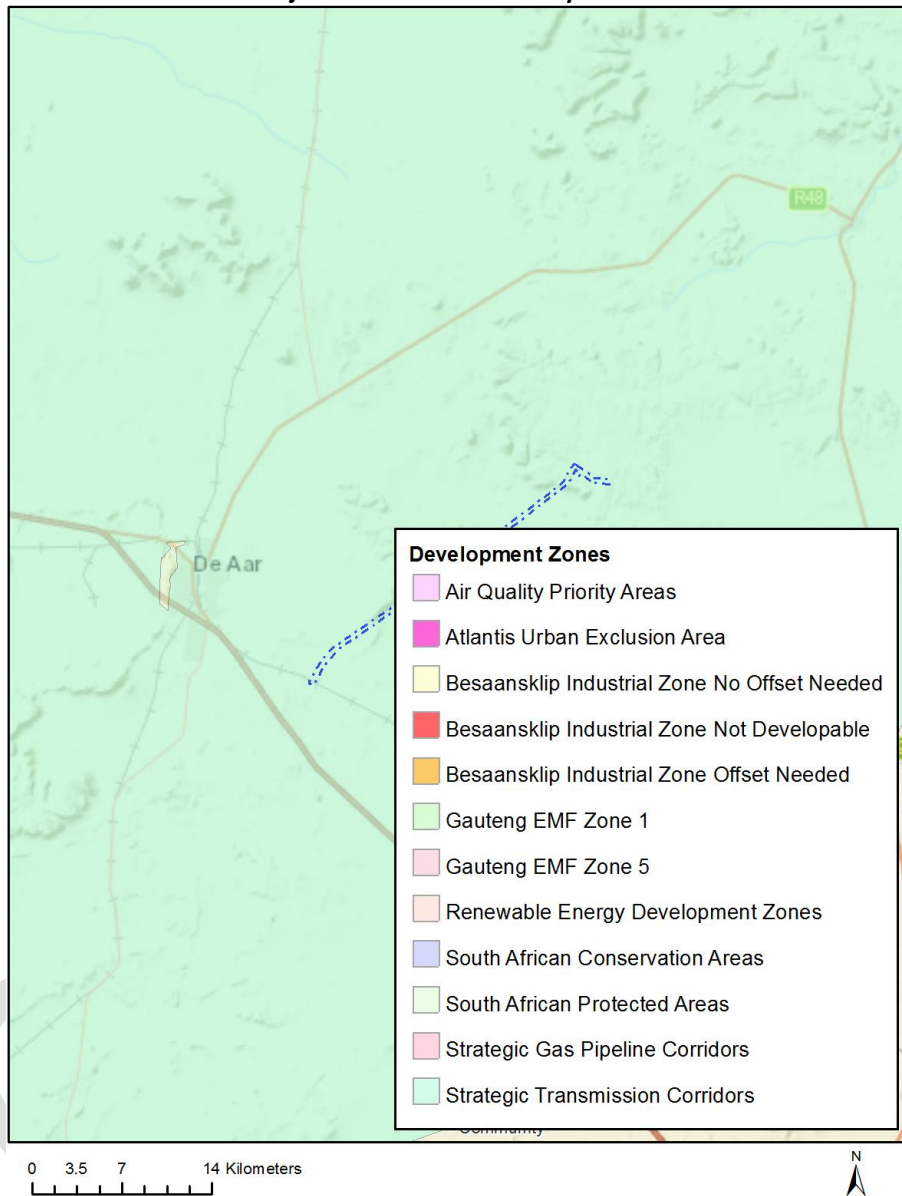 R48
De Aar
Development Zones
Air Quality Priority Areas
Atlantis Urban Exclusion Area
Besaansklip Industrial Zone No Offset Needed
Besaansklip Industrial Zone Not Developable
Besaansklip Industrial Zone Offset Needed
Gauteng EMF Zone 1
Gauteng EMF Zone 5
Renewable Energy Development Zones
South African Conservation Areas
South African Protected Areas
Strategic Gas Pipeline Corridors
Strategic Transmission Corridors
Community
0 3.5 7 14 Kilometers
N